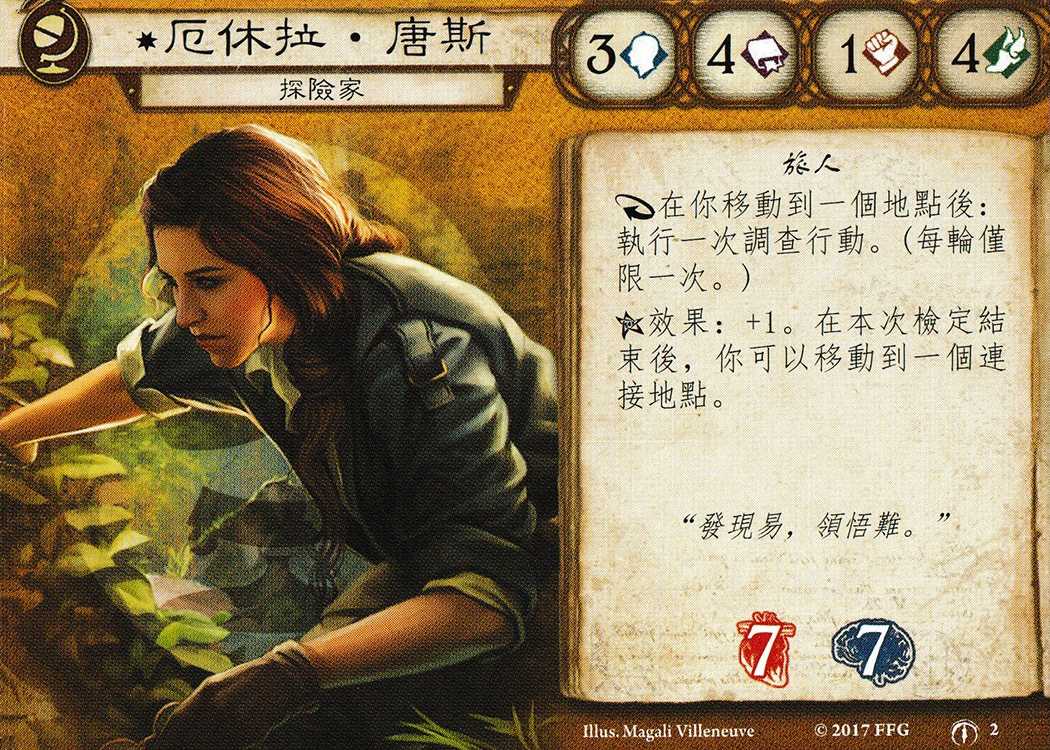 厄休拉·唐斯
探險家
3 4 1 4
旅人
在你移動到一個地點後：
執行一次調查行動。(每輪僅
限一次。)
效果：+1。在本次檢定結
束後，你可以移動到一個連
接地點。
“發現易，領悟難。”
7 7
Illus. Magali Villeneuve
© 2017 FFG
2